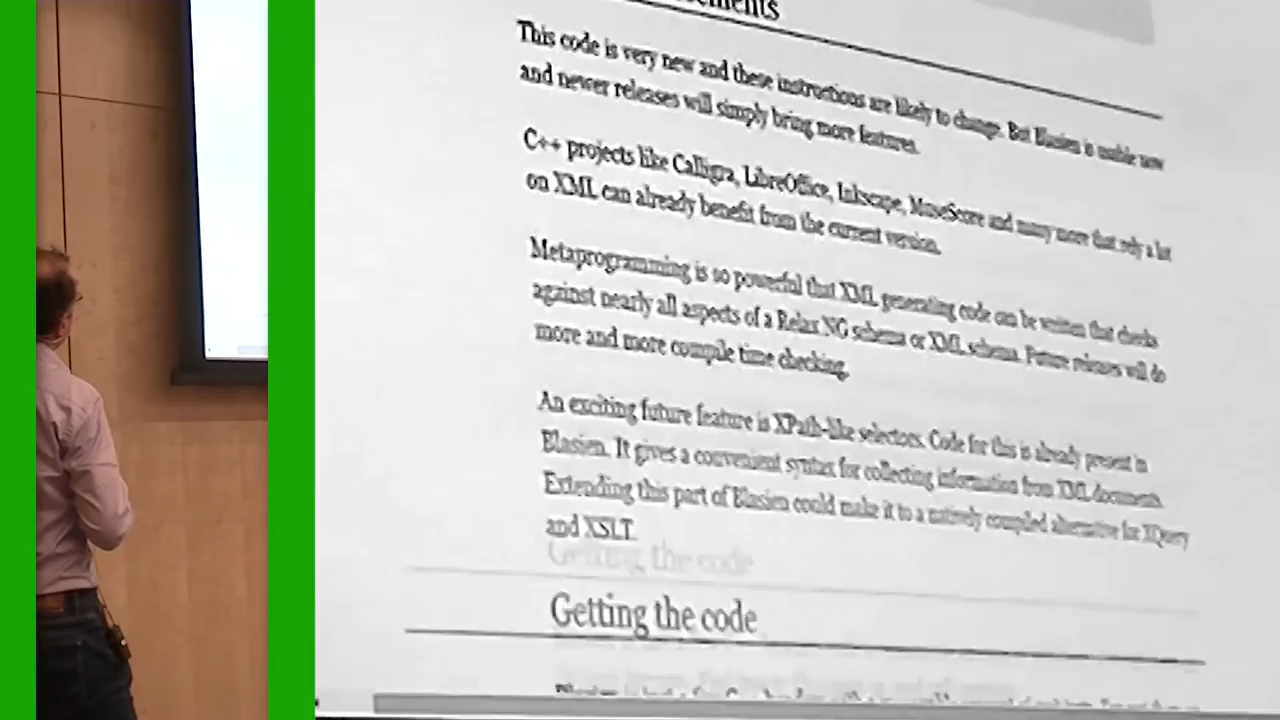 This code is very new and these instructions are likely to change. But Blasien is usable now
and newer releases will simply bring more features.
C++ projects like Calligra, LibreOffice, Inkscape, MuseScore and many more that rely a lot
on XML can already benefit from the current version.
Metaprogramming is so powerful that XML generating code can be written that checks
against nearly all aspects of a Relax NG schema or XML schema. Future releases will do
more and more compile time checking.
An exciting future feature is XPath-like selectors. Code for this is already present in
Blasien. It gives a convenient syntax for collecting information from XML documents.
Extending this part of Blasien could make it to a natively compiled alternative for XQuery
and XSLT.
Getting the code
Getting the code